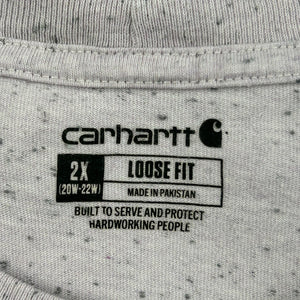 carhartt
2X LOOSE FIT
(20W-22W) MADE IN PAKISTAN
BUILT TO SERVE AND PROTECT
HARDWORKING PEOPLE